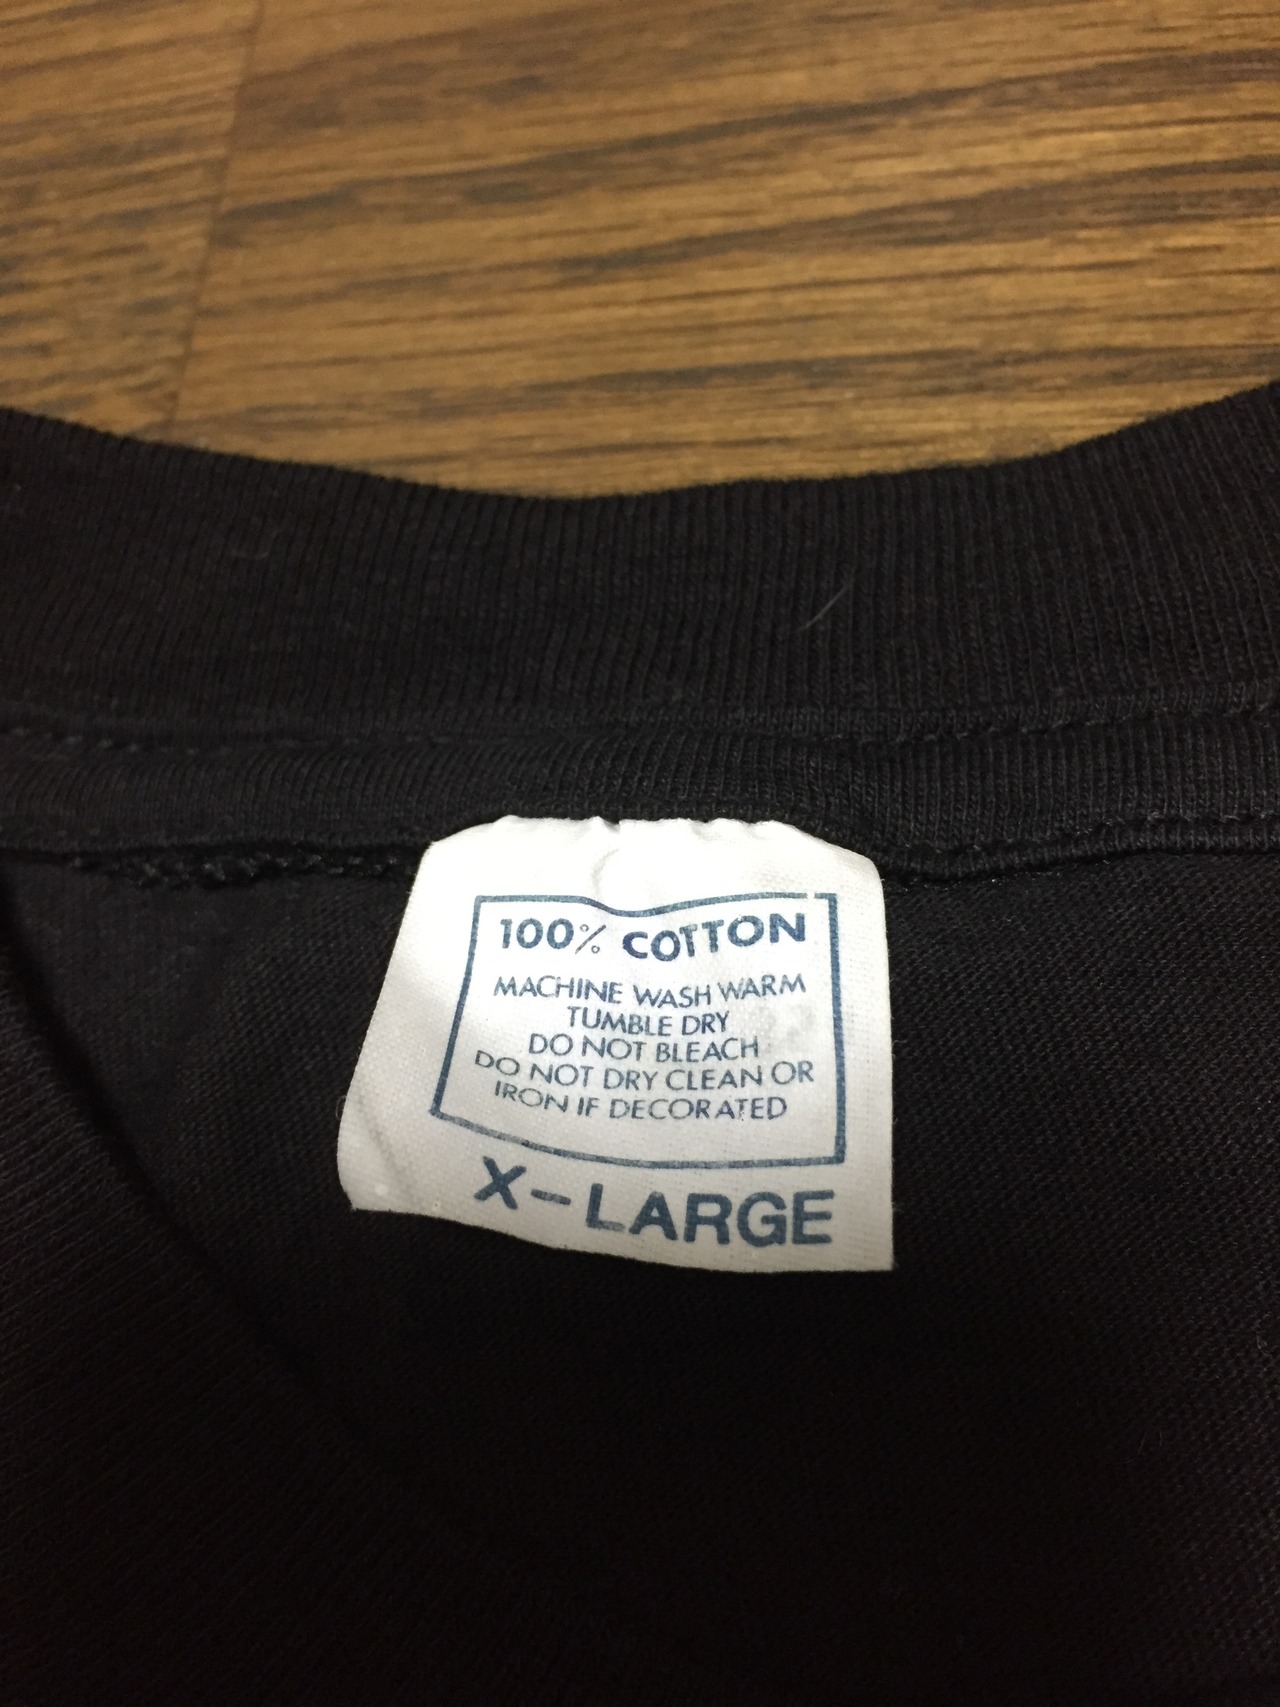 100% COTTON
MACHINE WASH WARM
TUMBLE DRY
DO NOT BLEACH
DO NOT DRY CLEAN OR
IRON IF DECORATED
X-LARGE